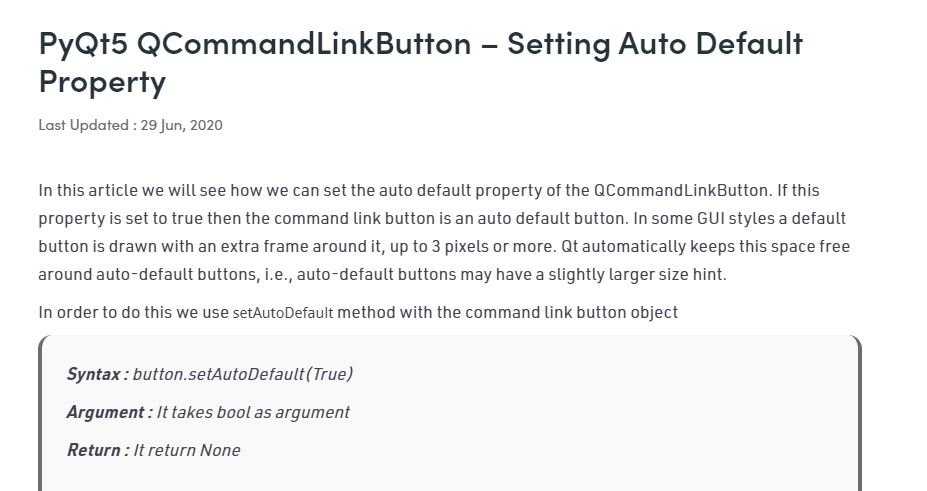 PyQt5 QCommandLinkButton – Setting Auto Default
Property
Last Updated : 29 Jun, 2020
In this article we will see how we can set the auto default property of the QCommandLinkButton. If this
property is set to true then the command link button is an auto default button. In some GUI styles a default
button is drawn with an extra frame around it, up to 3 pixels or more. Qt automatically keeps this space free
around auto-default buttons, i.e., auto-default buttons may have a slightly larger size hint.
In order to do this we use setAutoDefault method with the command link button object
Syntax : button.setAutoDefault(True)
Argument : It takes bool as argument
Return : It return None